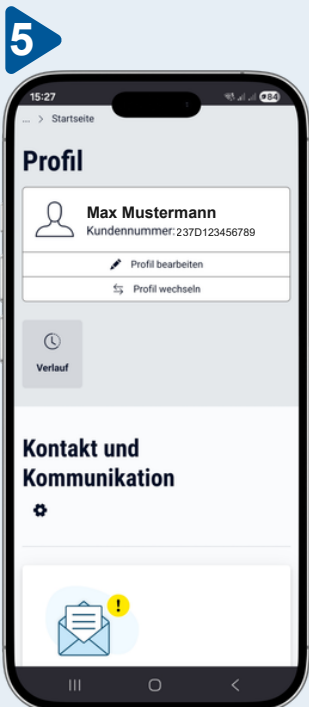 5
15:27
84
... > Startseite
Profil
Max Mustermann
Kundennummer:237D123456789
Profil bearbeiten
Profil wechseln
Verlauf
Kontakt und
Kommunikation
!